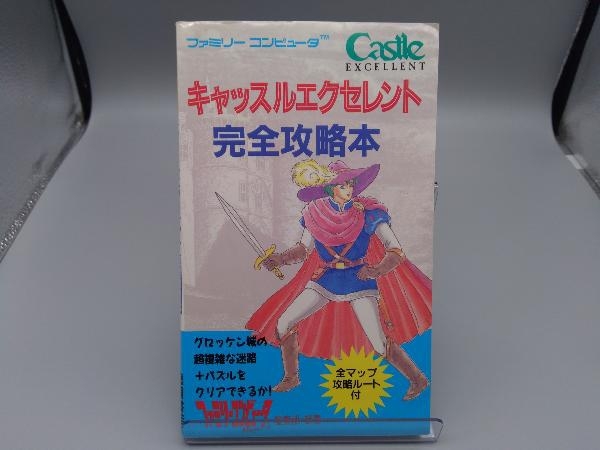 ファミリー コンピュータ™
Castle
EXCELLENT
キャッスルエクセレント
完全攻略本
グロッケン城の
超複雑な迷路
＋パズルを
クリアできるか!
全マップ
攻略ルート
付